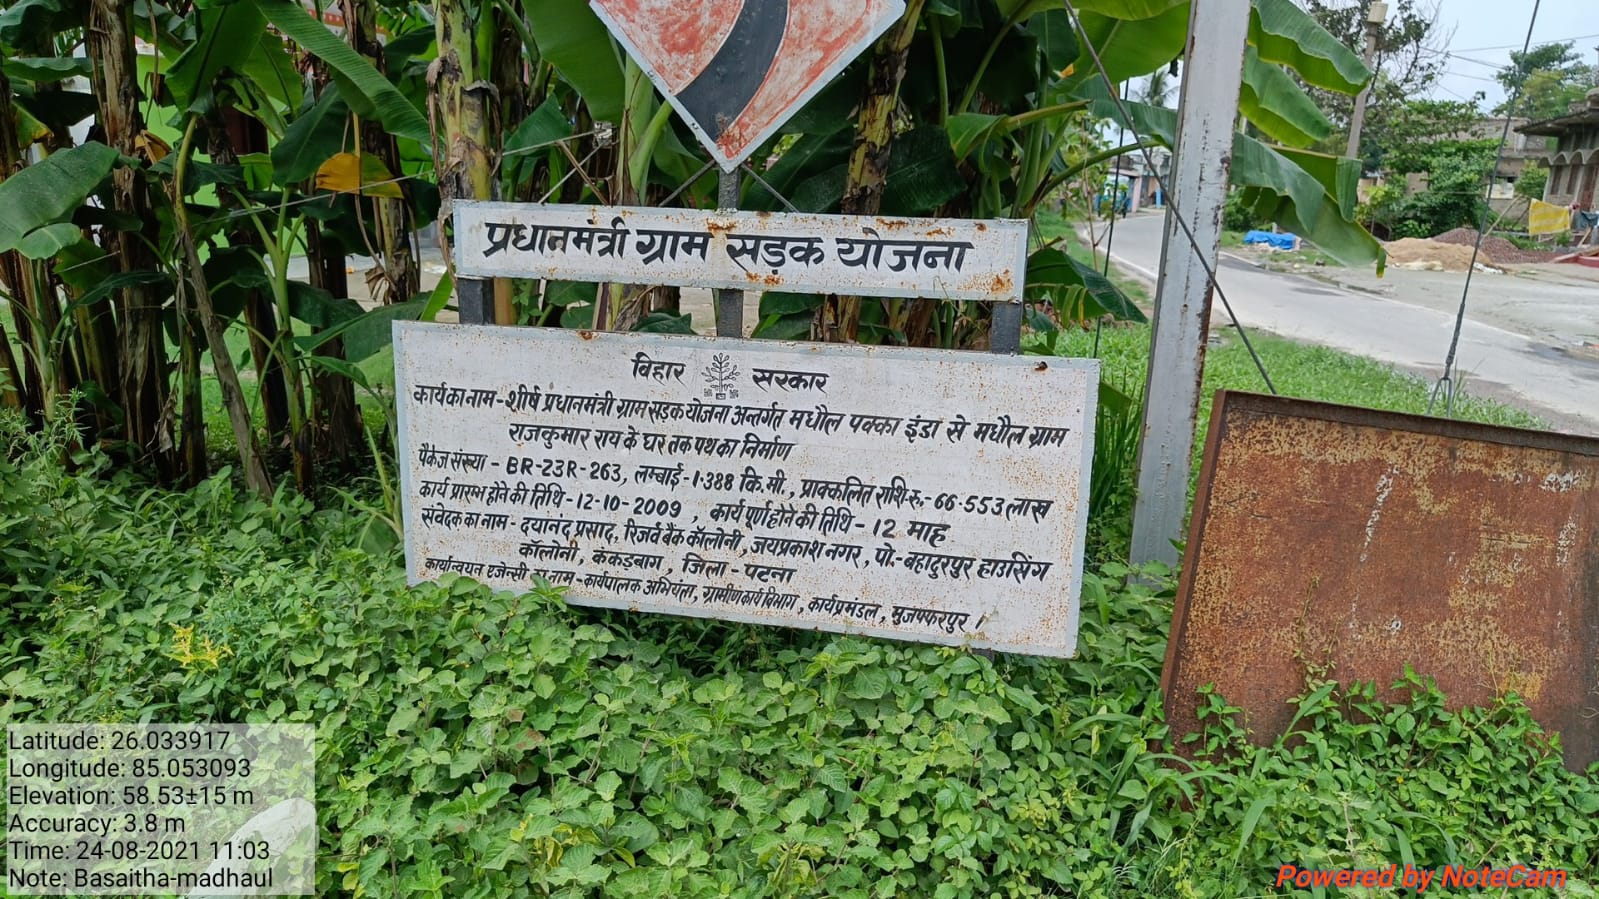 प्रधानमंत्री ग्राम सड़क योजना
बिहार सरकार
कार्य का नाम - शीर्ष प्रधानमंत्री ग्राम सड़क योजना अन्तर्गत मधौल पक्का इंडा से मधौल ग्राम
राजकुमार राय के घर तक पथ का निर्माण
पैकेज संख्या - BR-23R-263, लम्बाई - 1.388 कि.मी., प्राक्कलित राशि रु.- 66.553 लाख
कार्य प्रारम्भ होने की तिथि - 12-10-2009, कार्य पूर्ण होने की तिथि - 12 माह
संवेदक का नाम - दयानंद प्रसाद, रिजर्व बैंक कॉलोनी, जयप्रकाश नगर, पो.- बहादुरपुर हाउसिंग
कॉलोनी, कंकड़बाग, जिला - पटना
कार्यान्वयन एजेन्सी का नाम - कार्यपालक अभियंता, ग्रामीण कार्य विभाग, कार्य प्रमंडल, मुजफ्फरपुर।
Latitude: 26.033917
Longitude: 85.053093
Elevation: 58.53±15 m
Accuracy: 3.8 m
Time: 24-08-2021 11:03
Note: Basaitha-madhaul
Powered by NoteCam